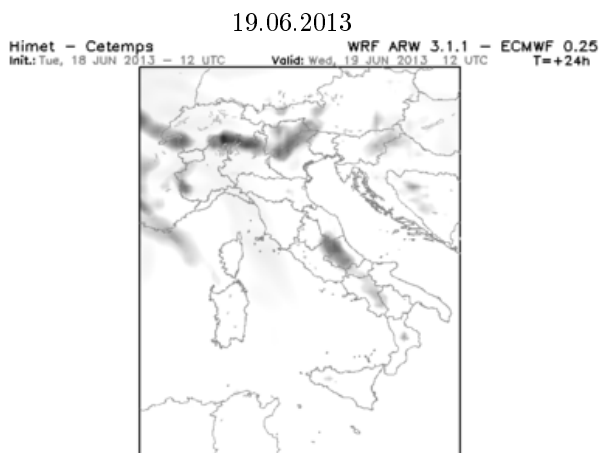 19.06.2013
Himet - Cetemps WRF ARW 3.1.1 - ECMWF 0.25
Init.: Tue, 18 JUN 2013 - 12 UTC Valid: Wed, 19 JUN 2013 12 UTC T=+24h